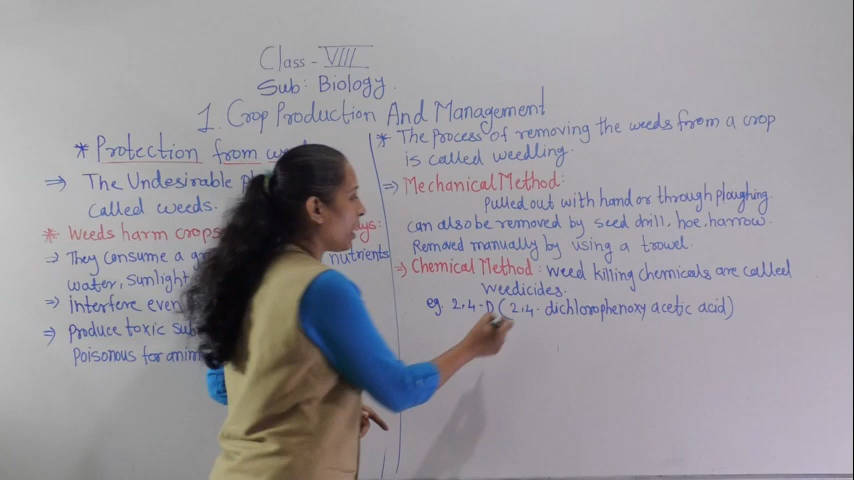 Class - VIII
Sub: Biology.
1. Crop Production And Management
* Protection from
⇒ The Undesirable
called weeds.
* Weeds harm crops ys:
⇒ They consume a nutrients
water, sunlight
⇒ Interfere even
⇒ Produce toxic
Poisonous for
* The process of removing the weeds from a crop
is called weedling.
⇒ Mechanical Method:
Pulled out with hand or through ploughing.
can also be removed by seed drill, hoe, harrow.
Removed manually by using a trowel.
⇒ Chemical Method: weed killing chemicals are called
weedicides.
eg. 2,4-D (2,4- dichlorophenoxy acetic acid)